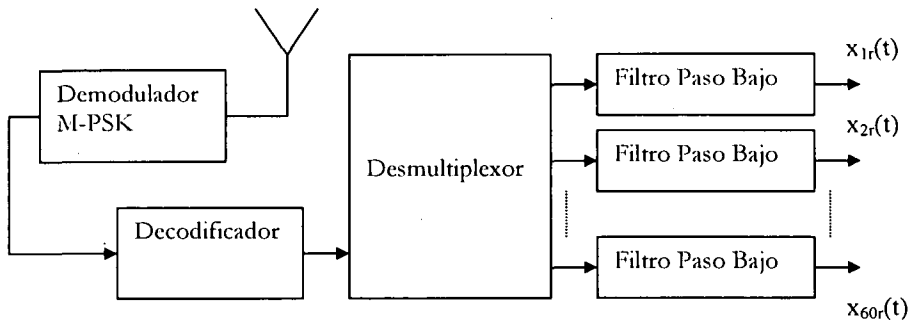 Demodulador
M-PSK
Decodificador
Desmultiplexor
Filtro Paso Bajo
x1r(t)
Filtro Paso Bajo
x2r(t)
Filtro Paso Bajo
x60r(t)